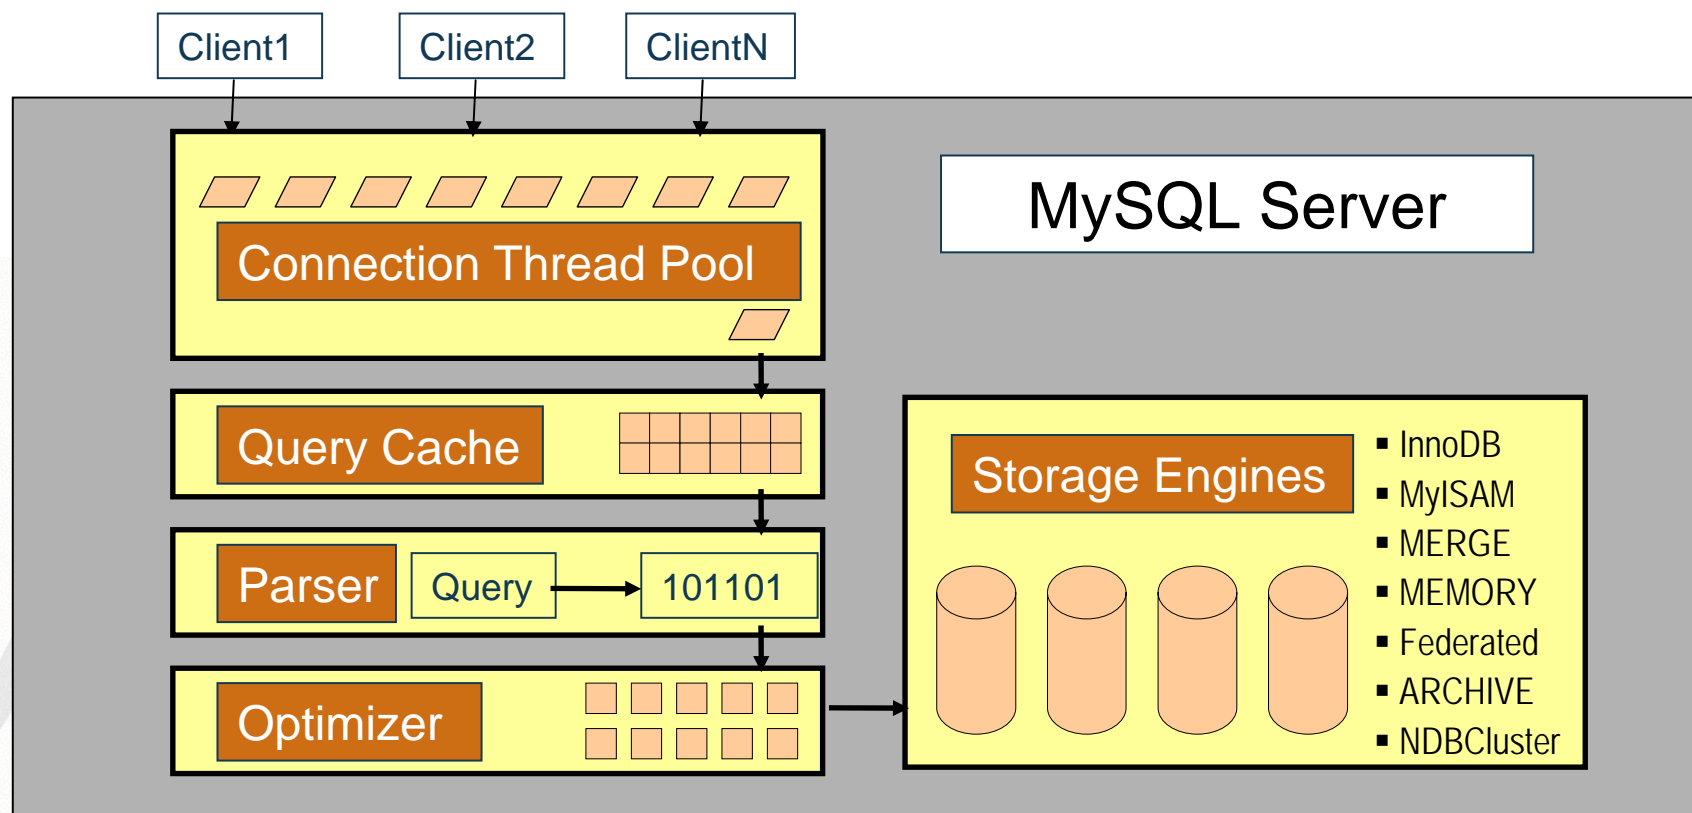 Client1
Client2
ClientN
MySQL Server
Connection Thread Pool
Query Cache
Parser
Query
101101
Optimizer
Storage Engines
▪ InnoDB
▪ MyISAM
▪ MERGE
▪ MEMORY
▪ Federated
▪ ARCHIVE
▪ NDBCluster